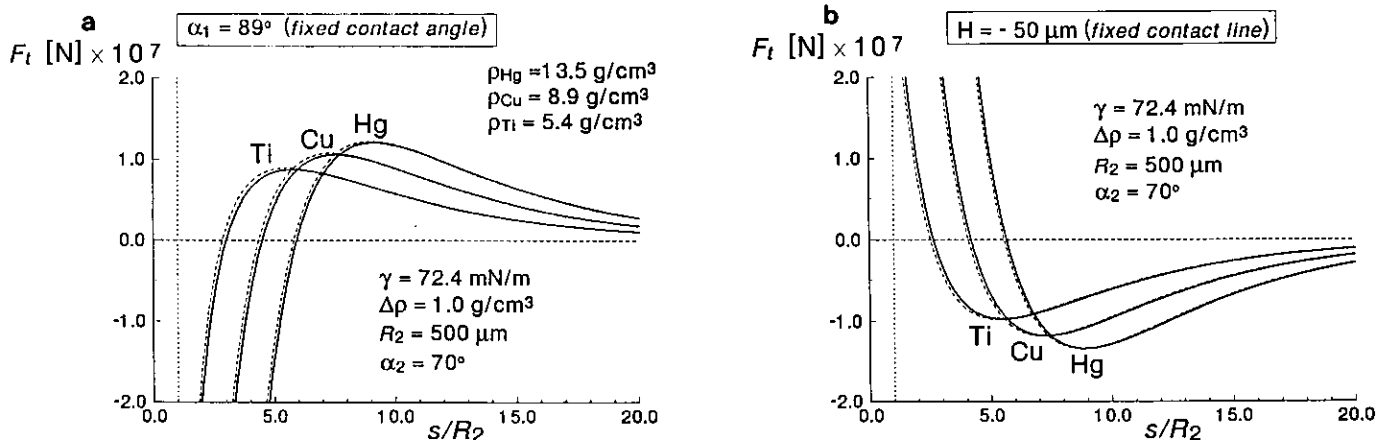 a
α₁ = 89° (fixed contact angle)
Fₜ [N] × 10⁷
ρHg =13.5 g/cm³
ρCu = 8.9 g/cm³
ρTi = 5.4 g/cm³
2.0
1.0
0.0
-1.0
-2.0
Ti
Cu
Hg
γ = 72.4 mN/m
Δρ = 1.0 g/cm³
R₂ = 500 μm
α₂ = 70°
0.0 5.0 10.0 15.0 20.0
s/R₂
b
H = - 50 μm (fixed contact line)
Fₜ [N] × 10⁷
2.0
1.0
0.0
-1.0
-2.0
γ = 72.4 mN/m
Δρ = 1.0 g/cm³
R₂ = 500 μm
α₂ = 70°
Ti
Cu
Hg
0.0 5.0 10.0 15.0 20.0
s/R₂